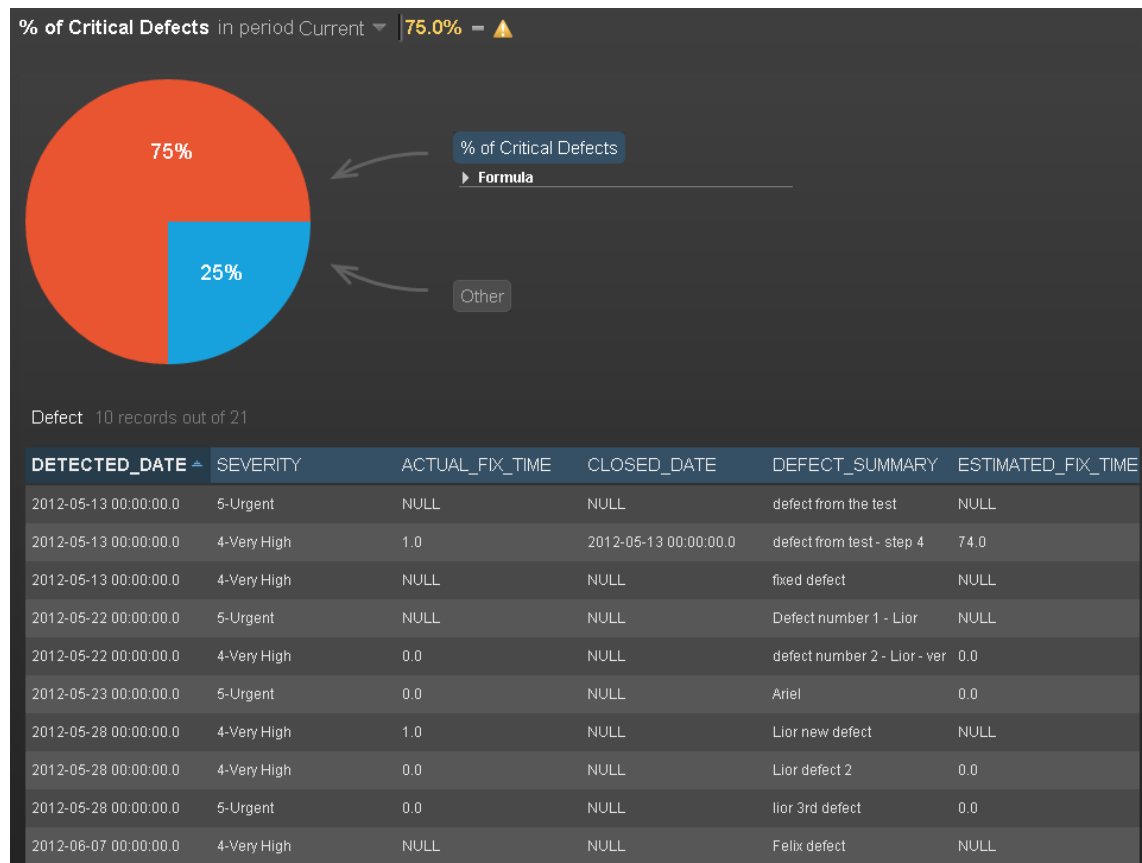 % of Critical Defects in period Current 75.0%
75%
% of Critical Defects
Formula
25%
Other
Defect 10 records out of 21
DETECTED_DATE SEVERITY ACTUAL_FIX_TIME CLOSED_DATE DEFECT_SUMMARY ESTIMATED_FIX_TIME
2012-05-13 00:00:00.0 5-Urgent NULL NULL defect from the test NULL
2012-05-13 00:00:00.0 4-Very High 1.0 2012-05-13 00:00:00.0 defect from test - step 4 74.0
2012-05-13 00:00:00.0 4-Very High NULL NULL fixed defect NULL
2012-05-22 00:00:00.0 5-Urgent NULL NULL Defect number 1 - Lior NULL
2012-05-22 00:00:00.0 4-Very High 0.0 NULL defect number 2 - Lior - ver 0.0
2012-05-23 00:00:00.0 5-Urgent 0.0 NULL Ariel 0.0
2012-05-28 00:00:00.0 4-Very High 1.0 NULL Lior new defect NULL
2012-05-28 00:00:00.0 4-Very High 0.0 NULL Lior defect 2 0.0
2012-05-28 00:00:00.0 5-Urgent 0.0 NULL lior 3rd defect 0.0
2012-06-07 00:00:00.0 4-Very High NULL NULL Felix defect NULL